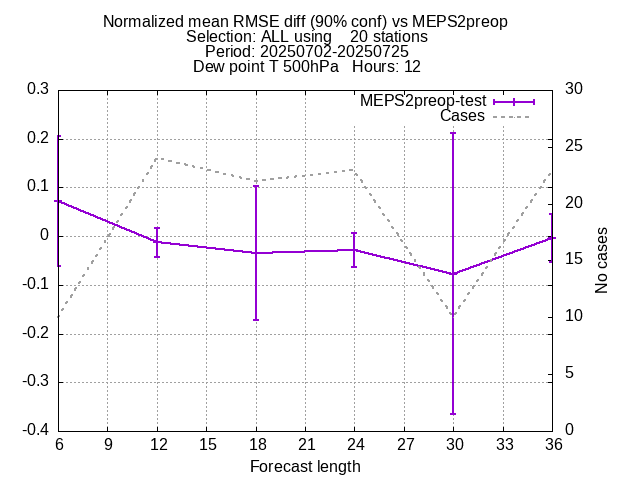 Normalized mean RMSE diff (90% conf) vs MEPS2preop
Selection: ALL using    20 stations
Period: 20250702-20250725
Dew point T 500hPa   Hours: 12
MEPS2preop-test
Cases
0.3
0.2
0.1
0
-0.1
-0.2
-0.3
-0.4
30
25
20
15
10
5
0
No cases
6 9 12 15 18 21 24 27 30 33 36
Forecast length